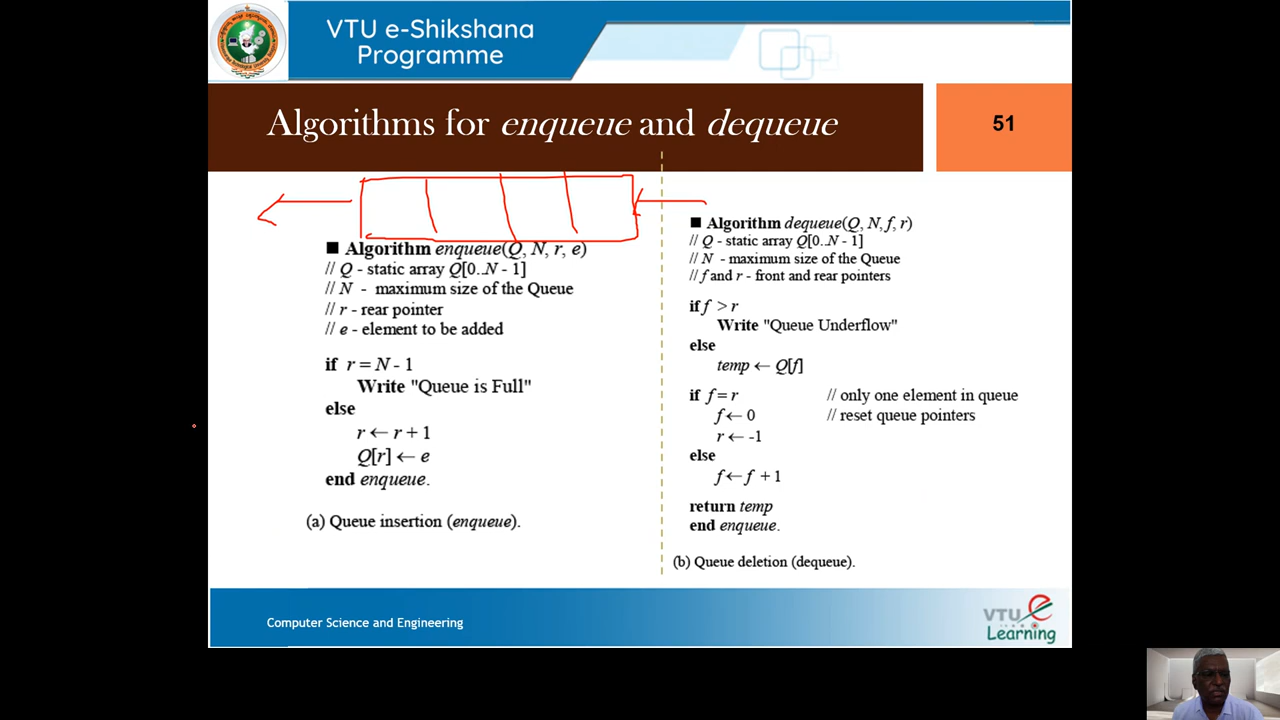 VTU e-Shikshana
Programme
Algorithms for enqueue and dequeue
51
■ Algorithm enqueue(Q, N, r, e)
// Q - static array Q[0..N - 1]
// N - maximum size of the Queue
// r - rear pointer
// e - element to be added
if r = N - 1
Write "Queue is Full"
else
r ← r + 1
Q[r] ← e
end enqueue.
(a) Queue insertion (enqueue).
■ Algorithm dequeue(Q, N, f, r)
// Q - static array Q[0..N - 1]
// N - maximum size of the Queue
// f and r - front and rear pointers
if f > r
Write "Queue Underflow"
else
temp ← Q[f]
if f = r // only one element in queue
f ← 0 // reset queue pointers
r ← -1
else
f ← f + 1
return temp
end enqueue.
(b) Queue deletion (dequeue).
Computer Science and Engineering
VTU e
Learning